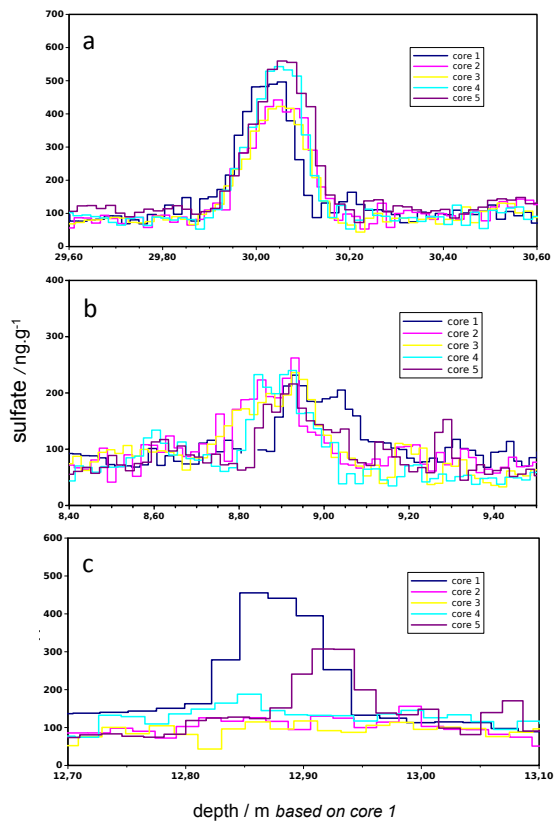 700
a
600
500
400
300
200
100
0
core 1
core 2
core 3
core 4
core 5
29,60 29,80 30,00 30,20 30,40 30,60
sulfate / ng.g-1
400
b
300
200
100
0
core 1
core 2
core 3
core 4
core 5
8,40 8,60 8,80 9,00 9,20 9,40
600
c
500
400
300
200
100
0
core 1
core 2
core 3
core 4
core 5
12,70 12,80 12,90 13,00 13,10
depth / m based on core 1